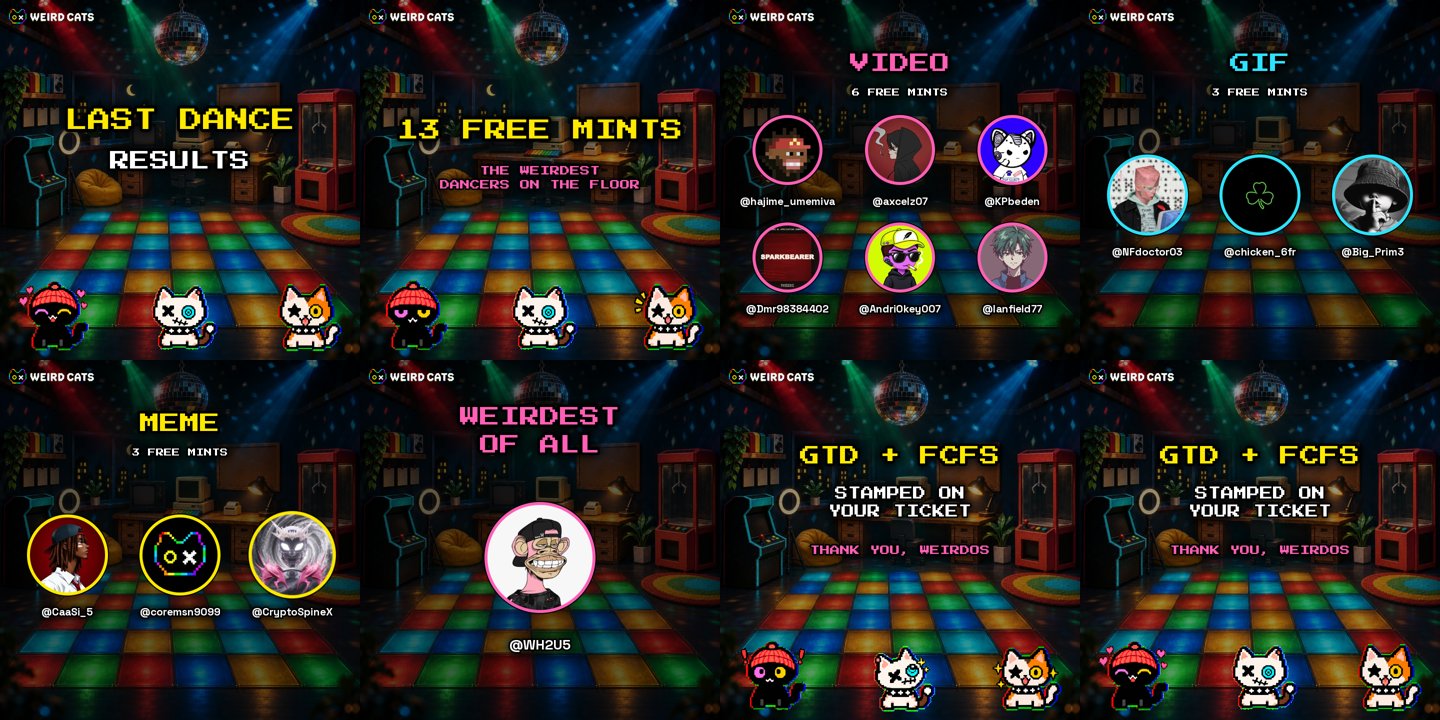 WEIRD CATS
LAST DANCE
RESULTS
WEIRD CATS
13 FREE MINTS
THE WEIRDEST
DANCERS ON THE FLOOR
WEIRD CATS
VIDEO
6 FREE MINTS
@hajime_umemiva
@axcelz07
@KPbeden
SPARKBEARER
@Dmr98384402
@Andri0key007
@lanfield77
WEIRD CATS
GIF
3 FREE MINTS
@NFdoctor03
@chicken_6fr
@Big_Prim3
WEIRD CATS
MEME
3 FREE MINTS
@CaaSi_5
@coremsn9099
@CryptoSpineX
WEIRD CATS
WEIRDEST
OF ALL
@WH2U5
WEIRD CATS
GTD + FCFS
STAMPED ON
YOUR TICKET
THANK YOU, WEIRDOS
WEIRD CATS
GTD + FCFS
STAMPED ON
YOUR TICKET
THANK YOU, WEIRDOS